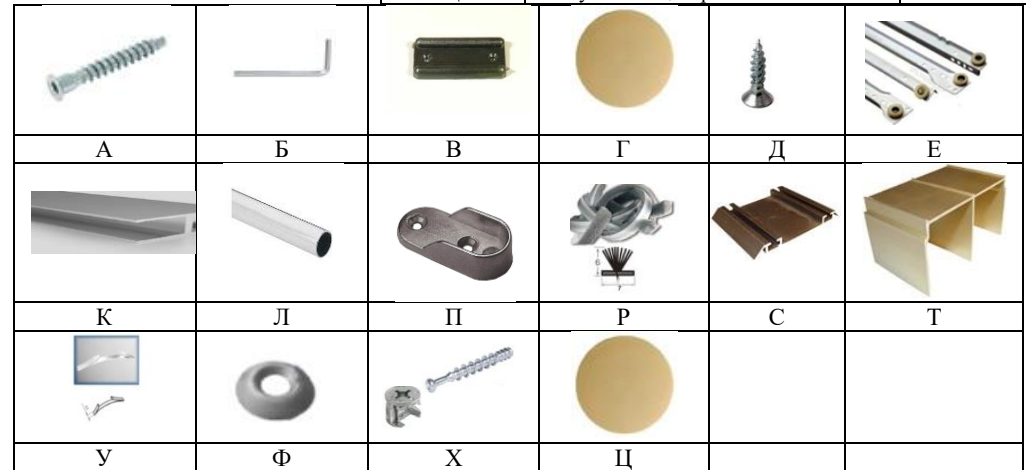 А Б В Г Д Е
К Л П Р С Т
У Ф Х Ц